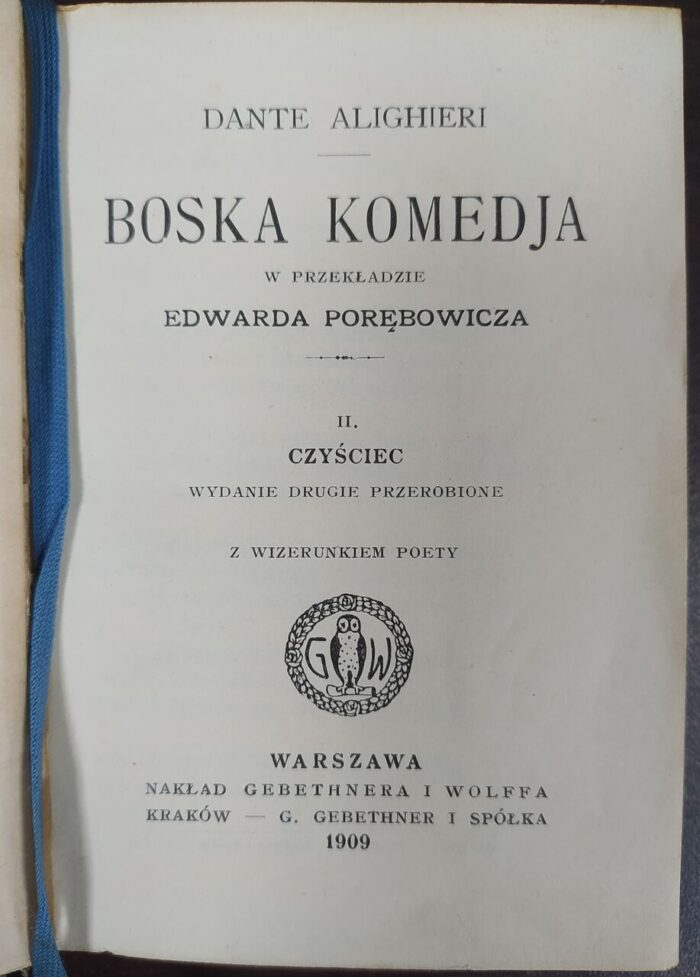 DANTE ALIGHIERI
BOSKA KOMEDJA
W PRZEKŁADZIE
EDWARDA PORĘBOWICZA
II.
CZYŚCIEC
WYDANIE DRUGIE PRZEROBIONE
Z WIZERUNKIEM POETY
G W
WARSZAWA
NAKŁAD GEBETHNERA I WOLFFA
KRAKÓW — G. GEBETHNER I SPÓŁKA
1909